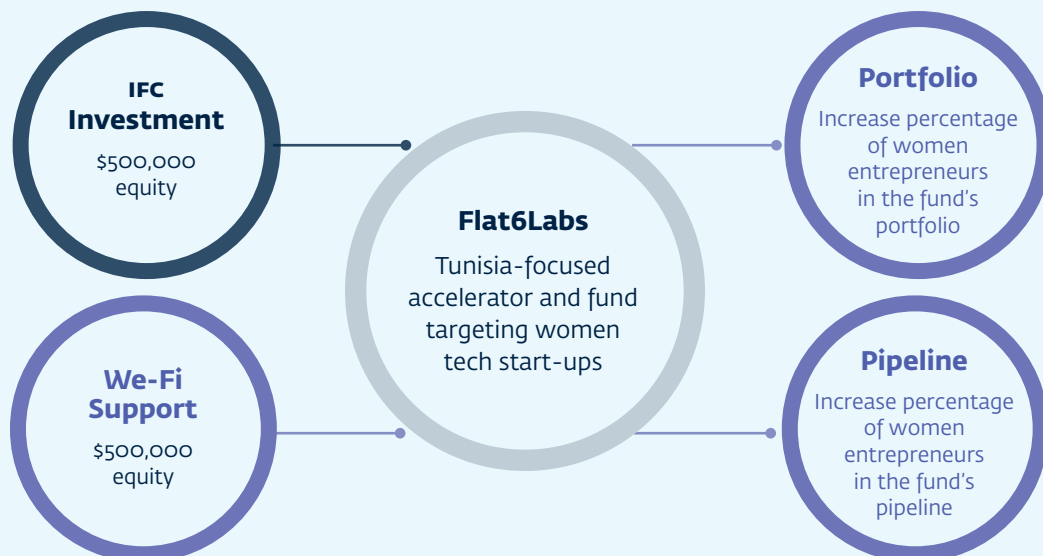 IFC
Investment
$500,000
equity
We-Fi
Support
$500,000
equity
Flat6Labs
Tunisia-focused
accelerator and fund
targeting women
tech start-ups
Portfolio
Increase percentage
of women
entrepreneurs
in the fund's
portfolio
Pipeline
Increase percentage
of women
entrepreneurs
in the fund's
pipeline